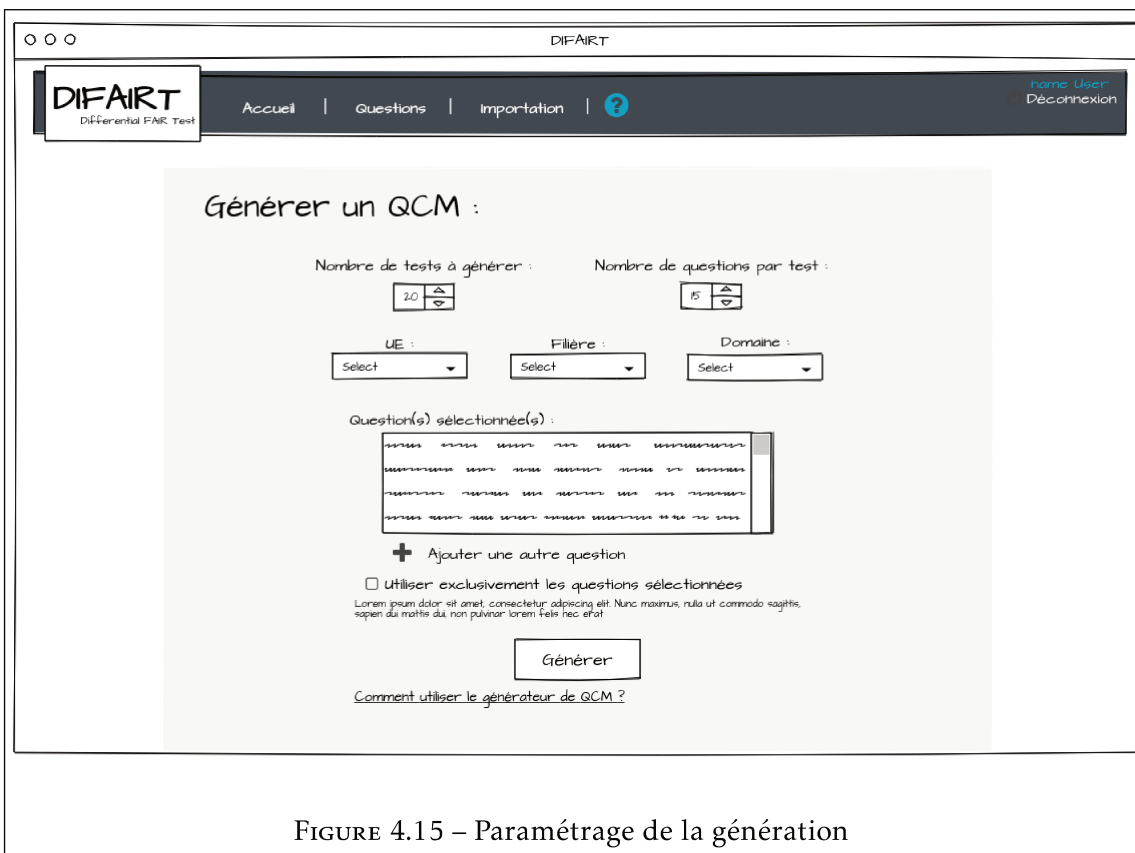 DIFAIRT
DIFAIRT
Differential FAIR Test
Accueil | Questions | Importation | ?
name User
Déconnexion
Générer un QCM :
Nombre de tests à générer : Nombre de questions par test :
20 15
UE : Filière : Domaine :
Select Select Select
Question(s) sélectionnée(s) :
Ajouter une autre question
Utiliser exclusivement les questions sélectionnées
Lorem ipsum dolor sit amet, consectetur adipiscing elit. Nunc maximus, nulla ut commodo sagittis,
sapien dui mattis dui, non pulvinar lorem felis nec erat
Générer
Comment utiliser le générateur de QCM ?
FIGURE 4.15 – Paramétrage de la génération